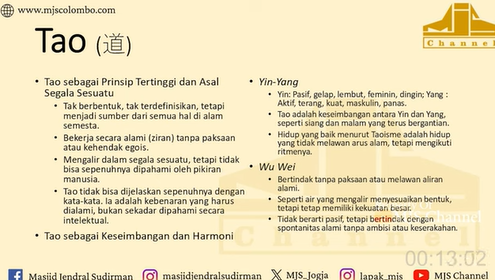 www.mjscolombo.com
MJS
Channel
Tao (道)
• Tao sebagai Prinsip Tertinggi dan Asal
Segala Sesuatu
• Tak berbentuk, tak terdefinisikan, tetapi
menjadi sumber dari semua hal di alam
semesta.
• Bekerja secara alami (ziran) tanpa paksaan
atau kehendak egois.
• Mengalir dalam segala sesuatu, tetapi tidak
bisa sepenuhnya dipahami oleh pikiran
manusia.
• Tao tidak bisa dijelaskan sepenuhnya dengan
kata-kata. Ia adalah kebenaran yang harus
dialami, bukan sekadar dipahami secara
intelektual.
• Tao sebagai Keseimbangan dan Harmoni
• Yin-Yang
• Yin: Pasif, gelap, lembut, feminin, dingin; Yang :
Aktif, terang, kuat, maskulin, panas.
• Tao adalah keseimbangan antara Yin dan Yang,
seperti siang dan malam yang terus bergantian.
• Hidup yang baik menurut Taoisme adalah hidup
yang tidak melawan arus alam, tetapi mengikuti
ritmenya.
• Wu Wei
• Bertindak tanpa paksaan atau melawan aliran
alami.
• Seperti air yang mengalir menyesuaikan bentuk,
tetapi tetap memiliki kekuatan besar.
• Tidak berarti pasif, tetapi bertindak dengan
spontanitas alami tanpa ambisi atau keserakahan.
Channel
00:13:02
Masjid Jendral Sudirman
masjidjendralsudirman
MJS_Jogja
lapak_mjs
MJS Channel